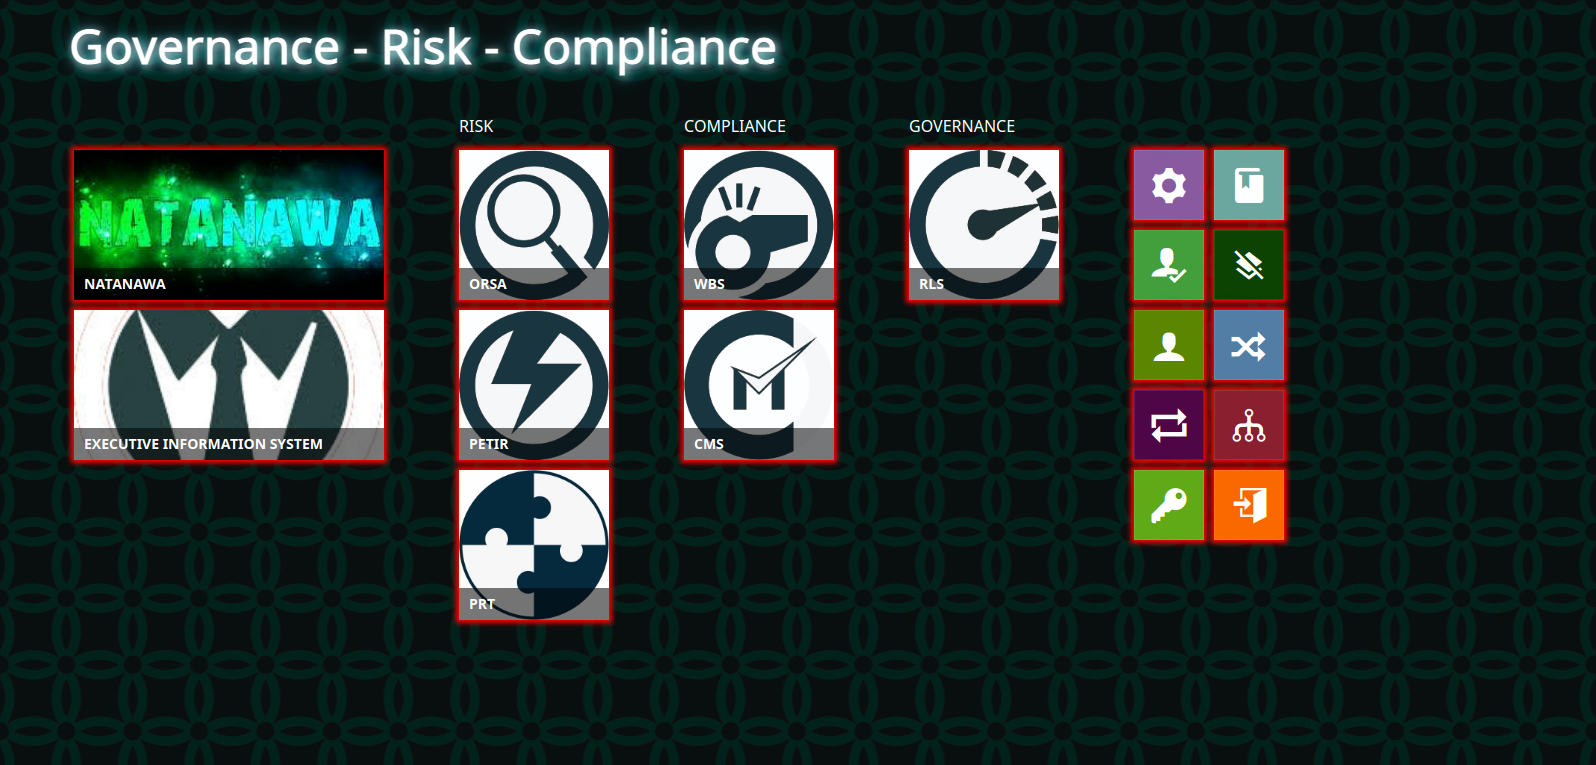 Governance - Risk - Compliance
RISK
COMPLIANCE
GOVERNANCE
NATANAWA
NATANAWA
ORSA
WBS
RLS
EXECUTIVE INFORMATION SYSTEM
PETIR
CMS
PRT